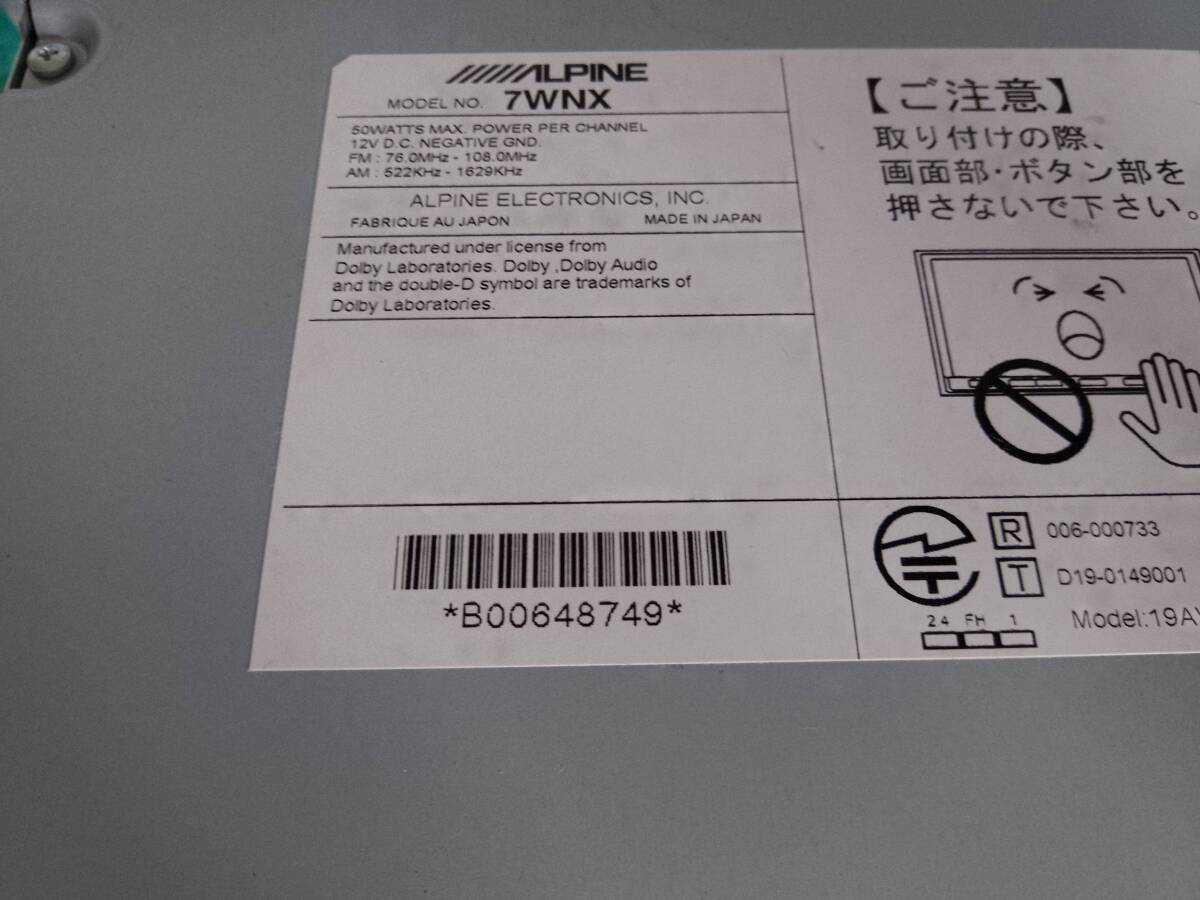 ALPINE
MODEL NO. 7WNX
50WATTS MAX. POWER PER CHANNEL
12V D.C. NEGATIVE GND.
FM : 76.0MHz - 108.0MHz
AM : 522KHz - 1629KHz
ALPINE ELECTRONICS, INC.
FABRIQUE AU JAPON MADE IN JAPAN
Manufactured under license from
Dolby Laboratories. Dolby ,Dolby Audio
and the double-D symbol are trademarks of
Dolby Laboratories.
*B00648749*
【ご注意】
取り付けの際、
画面部・ボタン部を
押さないで下さい。
R 006-000733
T D19-0149001
2.4 FH 1
Model:19AY